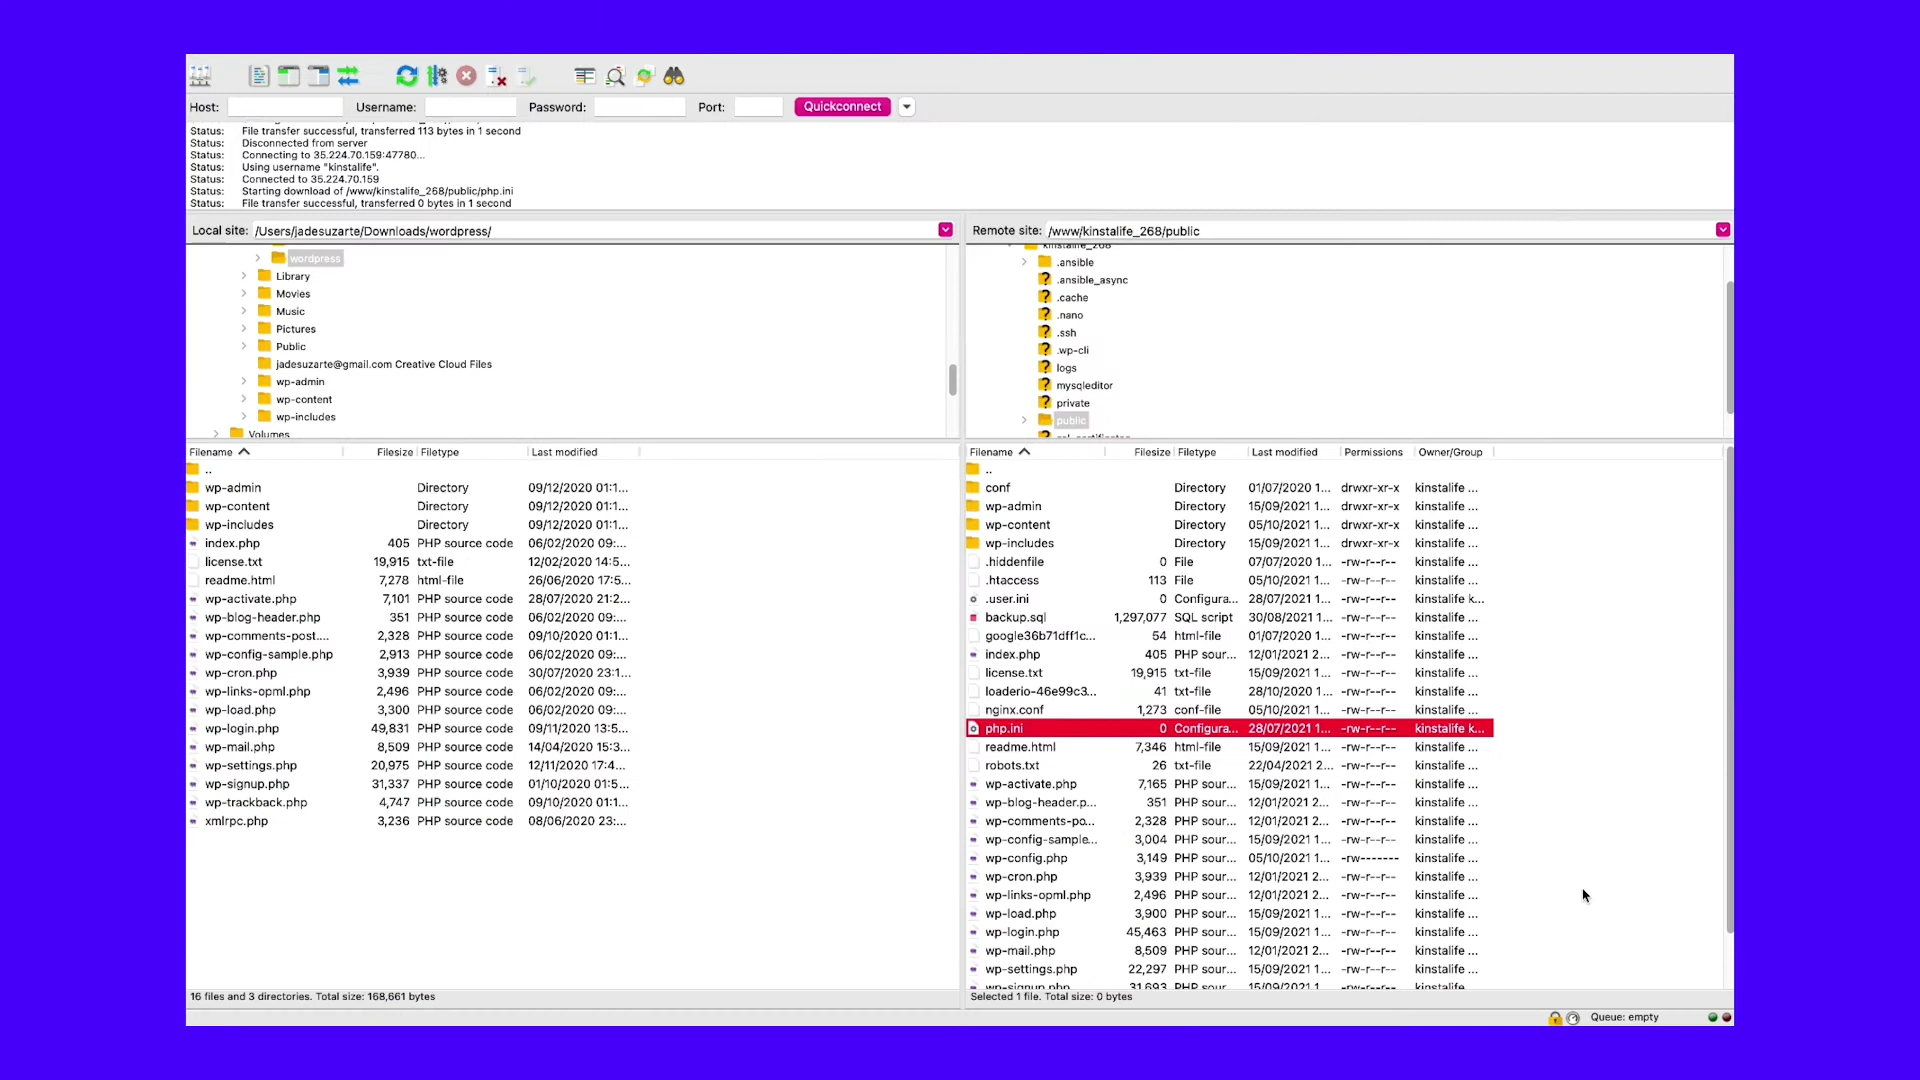 Host: Username: Password: Port: Quickconnect
Status: File transfer successful, transferred 113 bytes in 1 second
Status: Disconnected from server
Status: Connecting to 35.224.70.159:47780...
Status: Using username "kinstalife".
Status: Connected to 35.224.70.159
Status: Starting download of /www/kinstalife_268/public/php.ini
Status: File transfer successful, transferred 0 bytes in 1 second
Local site: /Users/jadesuzarte/Downloads/wordpress/
wordpress
Library
Movies
Music
Pictures
Public
jadesuzarte@gmail.com Creative Cloud Files
wp-admin
wp-content
wp-includes
Volumes
Filename Filesize Filetype Last modified
..
wp-admin Directory 09/12/2020 01:1...
wp-content Directory 09/12/2020 01:1...
wp-includes Directory 09/12/2020 01:1...
index.php 405 PHP source code 06/02/2020 09:...
license.txt 19,915 txt-file 12/02/2020 14:5...
readme.html 7,278 html-file 26/06/2020 17:5...
wp-activate.php 7,101 PHP source code 28/07/2020 21:2...
wp-blog-header.php 351 PHP source code 06/02/2020 09:...
wp-comments-post.... 2,328 PHP source code 09/10/2020 01:1...
wp-config-sample.php 2,913 PHP source code 06/02/2020 09:...
wp-cron.php 3,939 PHP source code 30/07/2020 23:1...
wp-links-opml.php 2,496 PHP source code 06/02/2020 09:...
wp-load.php 3,300 PHP source code 06/02/2020 09:...
wp-login.php 49,831 PHP source code 09/11/2020 13:5...
wp-mail.php 8,509 PHP source code 14/04/2020 15:3...
wp-settings.php 20,975 PHP source code 12/11/2020 17:4...
wp-signup.php 31,337 PHP source code 01/10/2020 01:5...
wp-trackback.php 4,747 PHP source code 09/10/2020 01:1...
xmlrpc.php 3,236 PHP source code 08/06/2020 23:...
16 files and 3 directories. Total size: 168,661 bytes
Remote site: /www/kinstalife_268/public
kinstalife_268
.ansible
.ansible_async
.cache
.nano
.ssh
.wp-cli
logs
mysqleditor
private
public
ssl_certificates
Filename Filesize Filetype Last modified Permissions Owner/Group
..
conf Directory 01/07/2020 1... drwxr-xr-x kinstalife ...
wp-admin Directory 15/09/2021 1... drwxr-xr-x kinstalife ...
wp-content Directory 05/10/2021 1... drwxr-xr-x kinstalife ...
wp-includes Directory 15/09/2021 1... drwxr-xr-x kinstalife ...
.hiddenfile 0 File 07/07/2020 1... -rw-r--r-- kinstalife ...
.htaccess 113 File 05/10/2021 1... -rw-r--r-- kinstalife ...
.user.ini 0 Configura... 28/07/2021 1... -rw-r--r-- kinstalife k...
backup.sql 1,297,077 SQL script 30/08/2021 1... -rw-r--r-- kinstalife ...
google36b71dff1c... 54 html-file 01/07/2020 1... -rw-r--r-- kinstalife ...
index.php 405 PHP sour... 12/01/2021 2... -rw-r--r-- kinstalife ...
license.txt 19,915 txt-file 15/09/2021 1... -rw-r--r-- kinstalife ...
loaderio-46e99c3... 41 txt-file 28/10/2020 1... -rw-r--r-- kinstalife ...
nginx.conf 1,273 conf-file 05/10/2021 1... -rw-r--r-- kinstalife ...
php.ini 0 Configura... 28/07/2021 1... -rw-r--r-- kinstalife k...
readme.html 7,346 html-file 15/09/2021 1... -rw-r--r-- kinstalife ...
robots.txt 26 txt-file 22/04/2021 2... -rw-r--r-- kinstalife ...
wp-activate.php 7,165 PHP sour... 15/09/2021 1... -rw-r--r-- kinstalife ...
wp-blog-header.p... 351 PHP sour... 12/01/2021 2... -rw-r--r-- kinstalife ...
wp-comments-po... 2,328 PHP sour... 12/01/2021 2... -rw-r--r-- kinstalife ...
wp-config-sample... 3,004 PHP sour... 15/09/2021 1... -rw-r--r-- kinstalife ...
wp-config.php 3,149 PHP sour... 05/10/2021 1... -rw------- kinstalife ...
wp-cron.php 3,939 PHP sour... 12/01/2021 2... -rw-r--r-- kinstalife ...
wp-links-opml.php 2,496 PHP sour... 12/01/2021 2... -rw-r--r-- kinstalife ...
wp-load.php 3,900 PHP sour... 15/09/2021 1... -rw-r--r-- kinstalife ...
wp-login.php 45,463 PHP sour... 15/09/2021 1... -rw-r--r-- kinstalife ...
wp-mail.php 8,509 PHP sour... 12/01/2021 2... -rw-r--r-- kinstalife ...
wp-settings.php 22,297 PHP sour... 15/09/2021 1... -rw-r--r-- kinstalife ...
wp-signup.php 31,693 PHP sour... 15/09/2021 1... -rw-r--r-- kinstalife ...
Selected 1 file. Total size: 0 bytes
Queue: empty